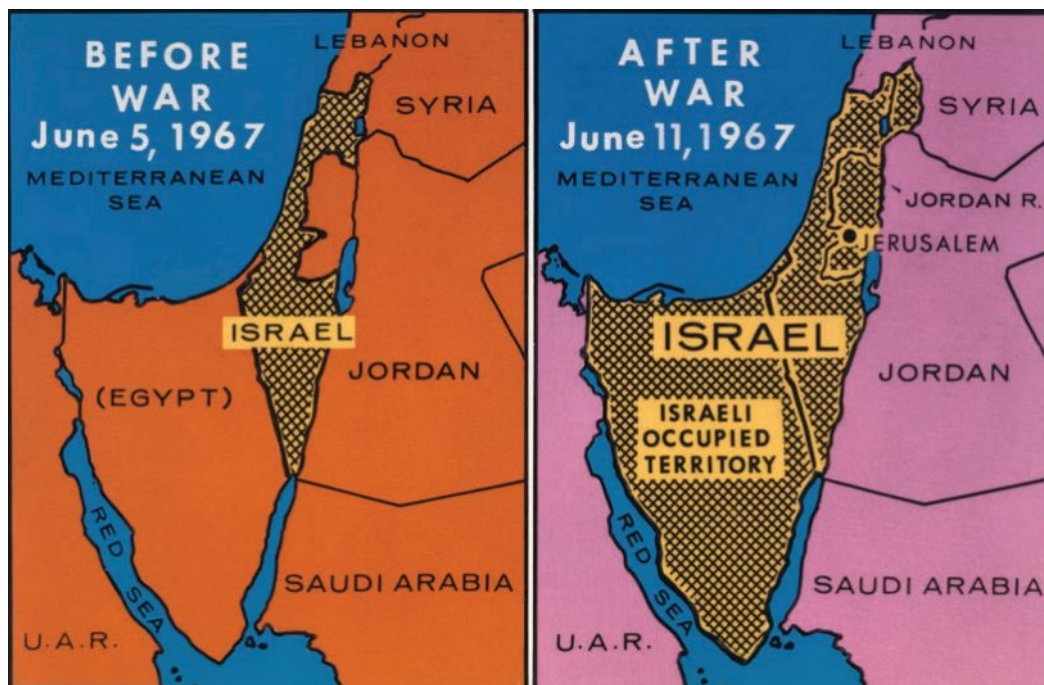 BEFORE
WAR
June 5, 1967
MEDITERRANEAN
SEA
LEBANON
SYRIA
ISRAEL
JORDAN
(EGYPT)
RED SEA
SAUDI ARABIA
U.A.R.
AFTER
WAR
June 11, 1967
MEDITERRANEAN
SEA
LEBANON
SYRIA
JORDAN R.
JERUSALEM
ISRAEL
JORDAN
ISRAELI
OCCUPIED
TERRITORY
RED SEA
SAUDI ARABIA
U.A.R.